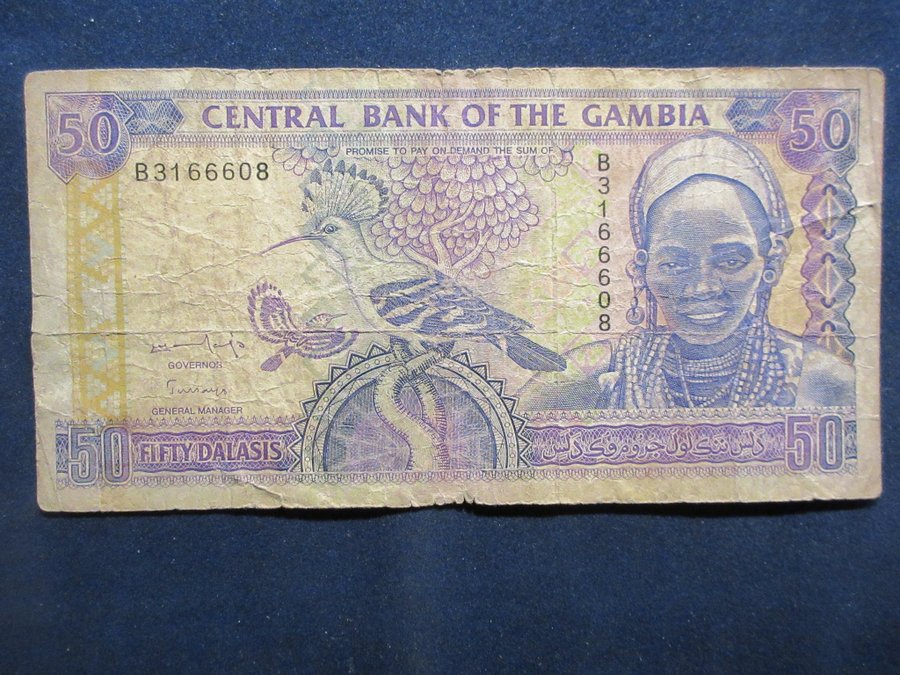 50 CENTRAL BANK OF THE GAMBIA 50
PROMISE TO PAY ON DEMAND THE SUM OF
B3166608
B3166608
GOVERNOR
GENERAL MANAGER
50 FIFTY DALASIS 50